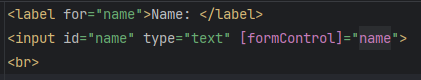 <label for="name">Name: </label>
<input id="name" type="text" [formControl]="name">
<br>